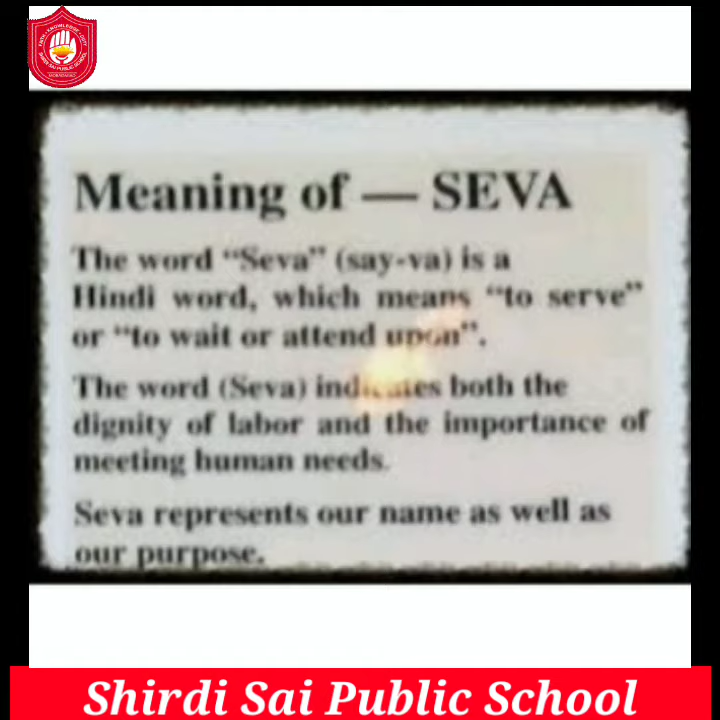 Meaning of — SEVA
The word “Seva” (say-va) is a
Hindi word, which means “to serve”
or “to wait or attend upon”.
The word (Seva) indicates both the
dignity of labor and the importance of
meeting human needs.
Seva represents our name as well as
our purpose.
Shirdi Sai Public School